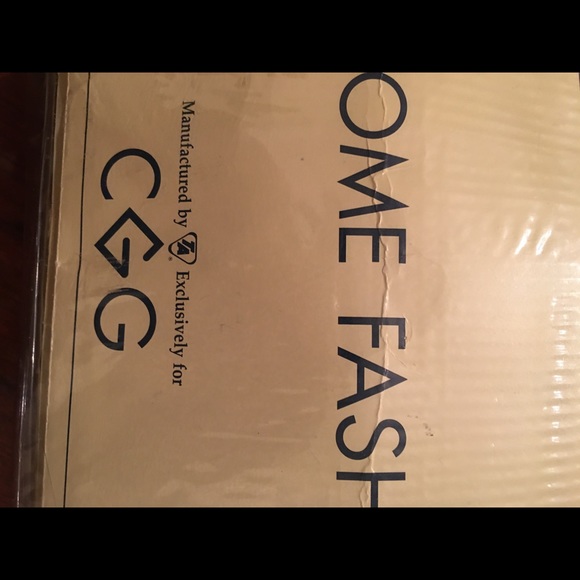 OME FASH
Manufactured by Exclusively for
CGG